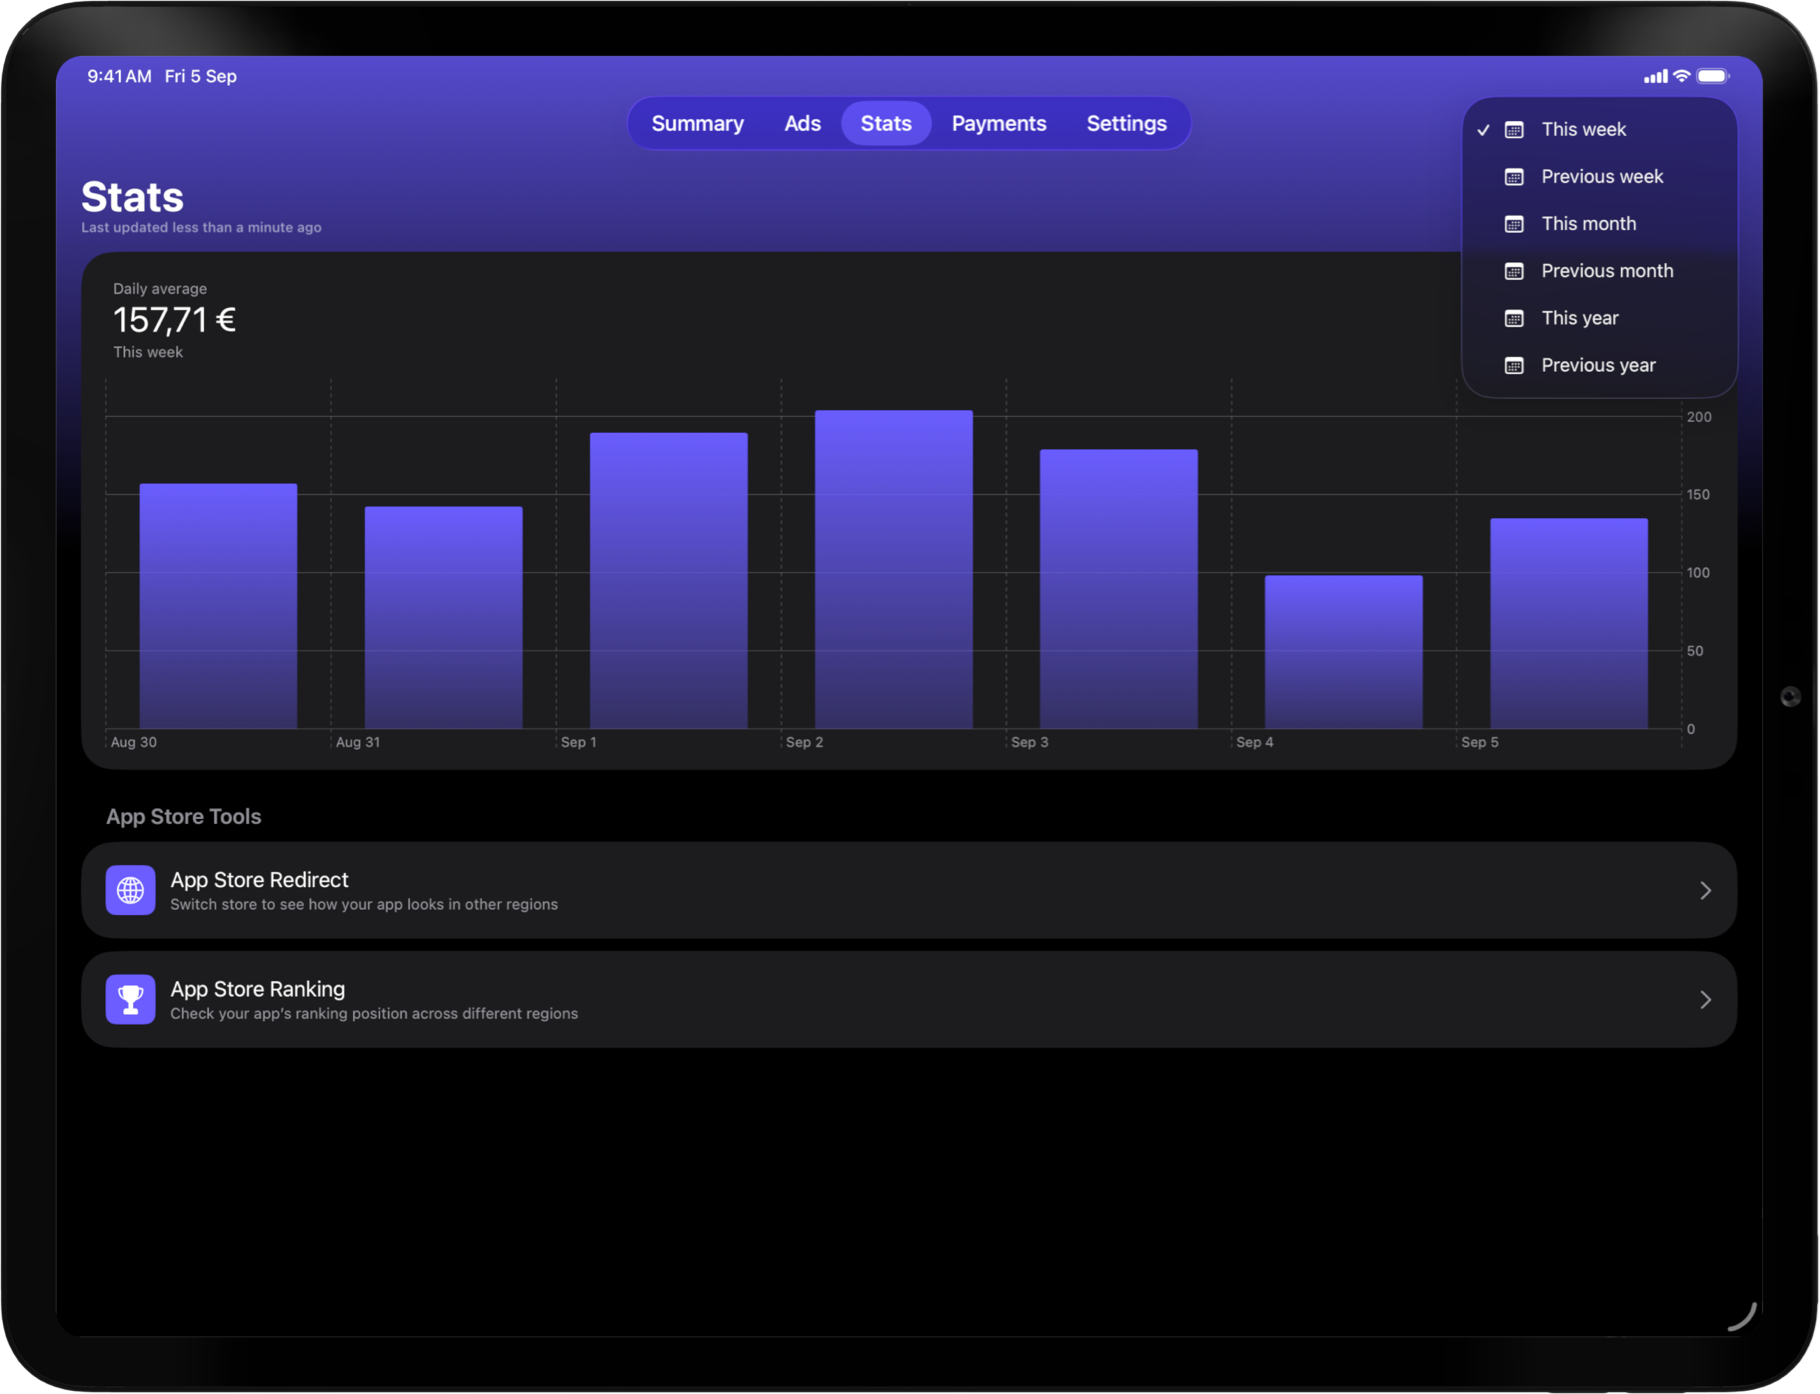 9:41 AM Fri 5 Sep
Summary Ads Stats Payments Settings
✓ This week
Previous week
This month
Previous month
This year
Previous year
Stats
Last updated less than a minute ago
Daily average
157,71 €
This week
200
150
100
50
0
Aug 30 Aug 31 Sep 1 Sep 2 Sep 3 Sep 4 Sep 5
App Store Tools
App Store Redirect
Switch store to see how your app looks in other regions
App Store Ranking
Check your app’s ranking position across different regions